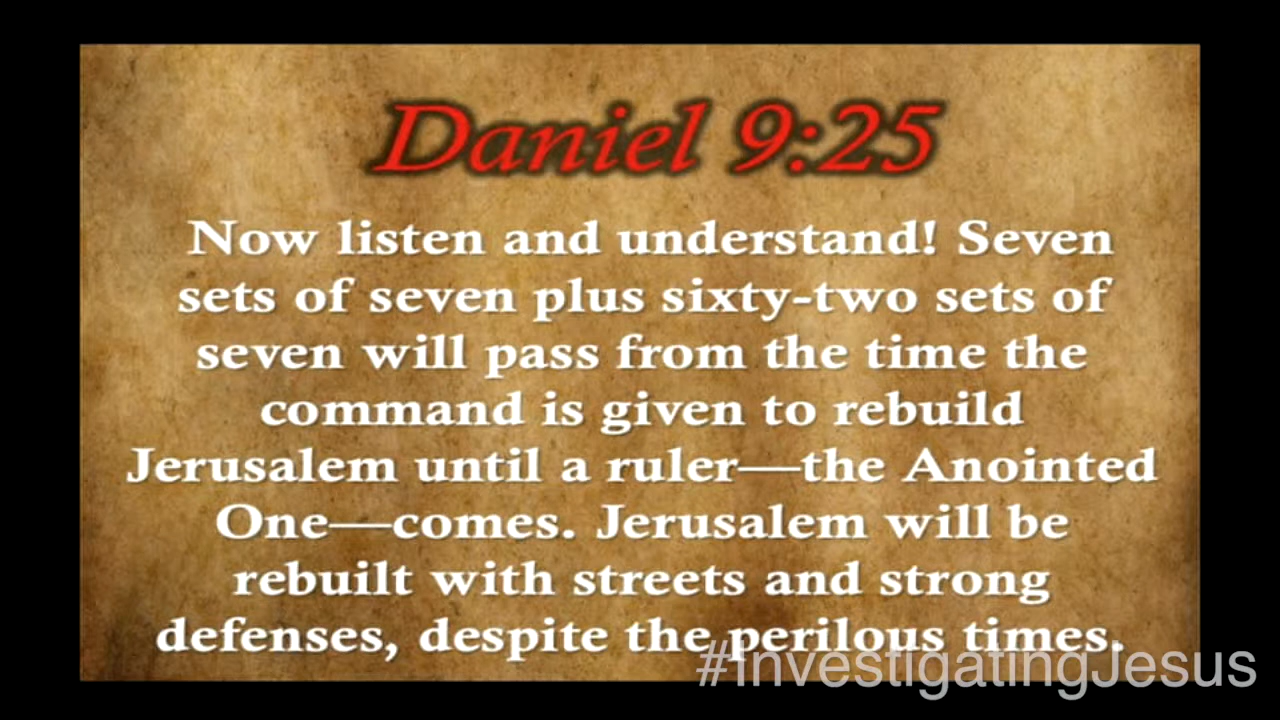 Daniel 9:25
Now listen and understand! Seven
sets of seven plus sixty-two sets of
seven will pass from the time the
command is given to rebuild
Jerusalem until a ruler—the Anointed
One—comes. Jerusalem will be
rebuilt with streets and strong
defenses, despite the perilous times.
#InvestigatingJesus